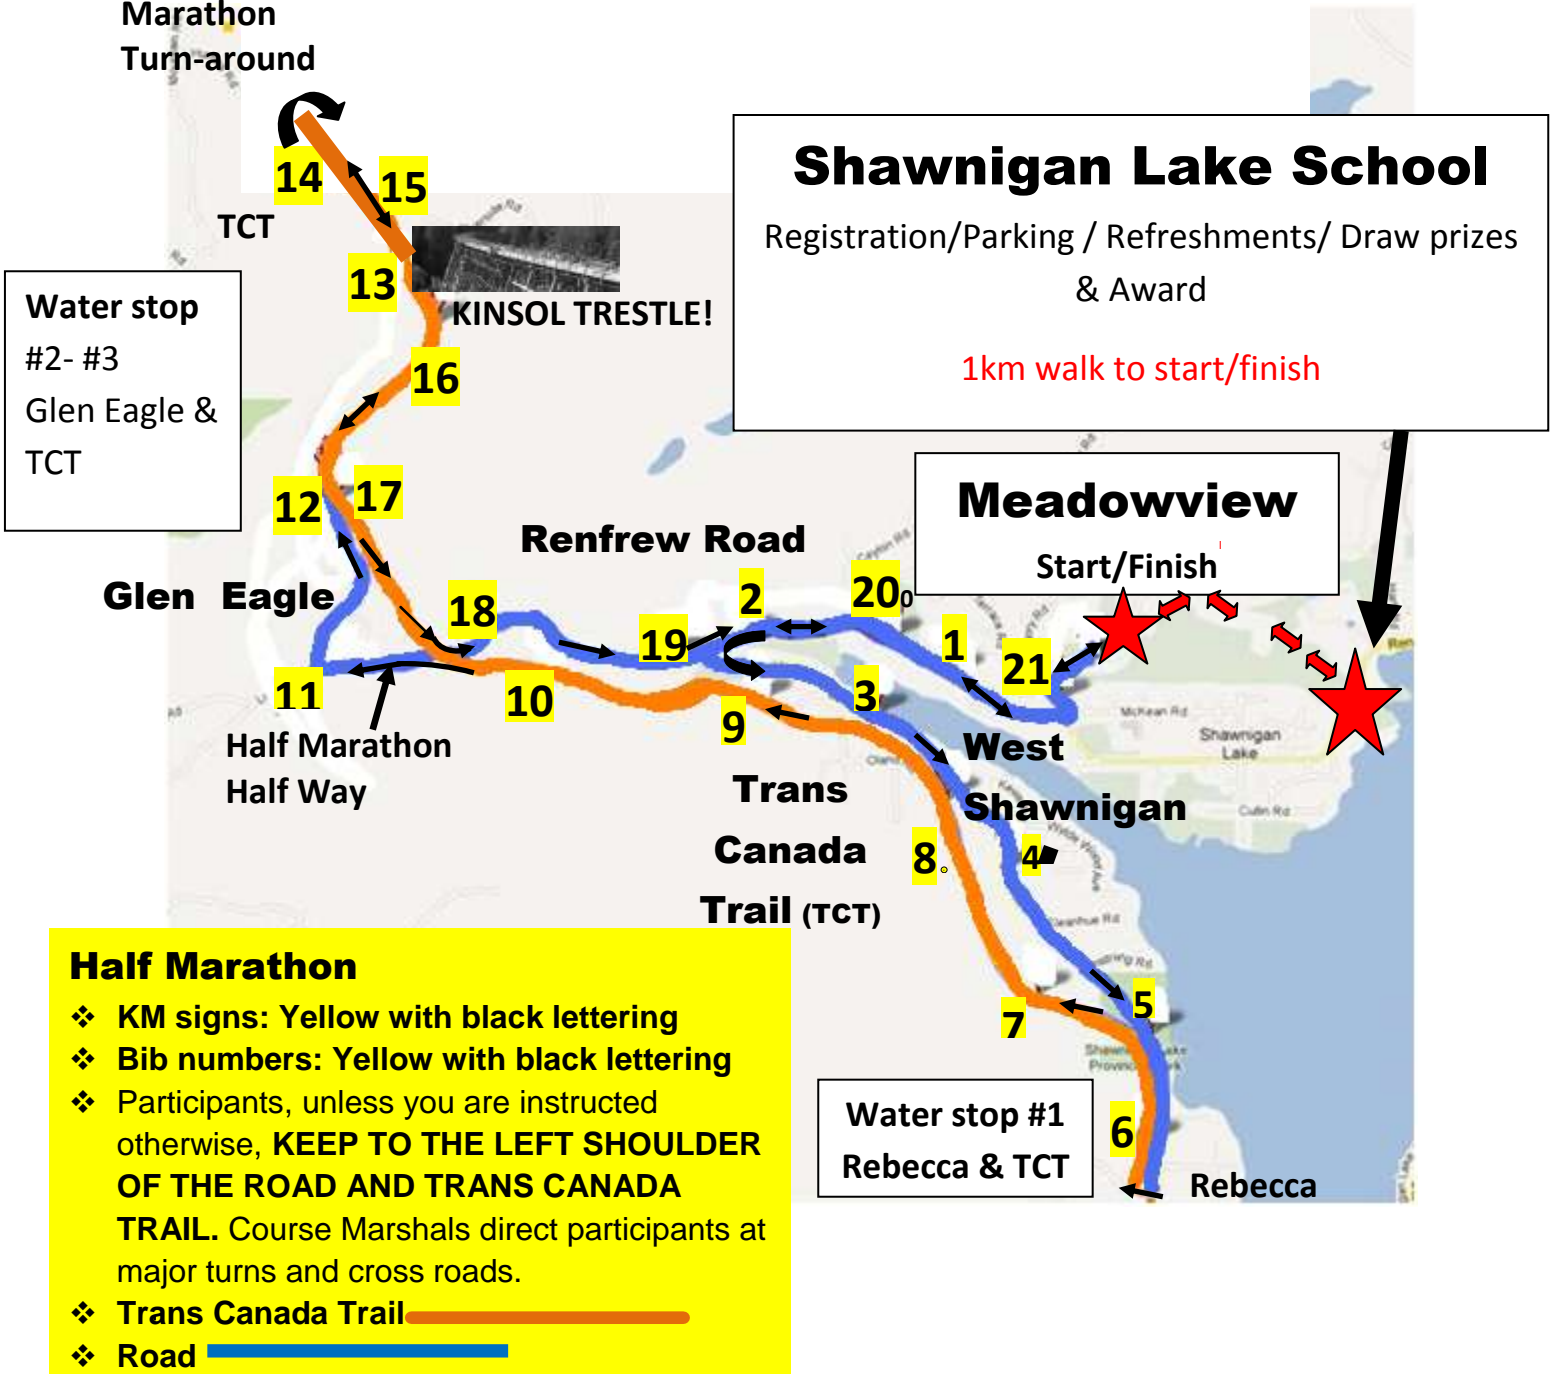 Marathon
Turn-around
14
15
TCT
13
KINSOL TRESTLE!
16
Water stop
#2- #3
Glen Eagle &
TCT
Shawnigan Lake School
Registration/Parking / Refreshments/ Draw prizes
& Award
1km walk to start/finish
Meadowview
Start/Finish
12
17
Renfrew Road
Glen Eagle
18
19
2
20
1
21
11
10
9
3
Half Marathon
Half Way
McKean Rd
Shawnigan
Lake
Cullin Rd
West
Shawnigan
Trans
Canada
Trail (TCT)
8
4
7
5
6
Water stop #1
Rebecca & TCT
Rebecca
Half Marathon
❖ KM signs: Yellow with black lettering
❖ Bib numbers: Yellow with black lettering
❖ Participants, unless you are instructed
otherwise, KEEP TO THE LEFT SHOULDER
OF THE ROAD AND TRANS CANADA
TRAIL. Course Marshals direct participants at
major turns and cross roads.
❖ Trans Canada Trail
❖ Road